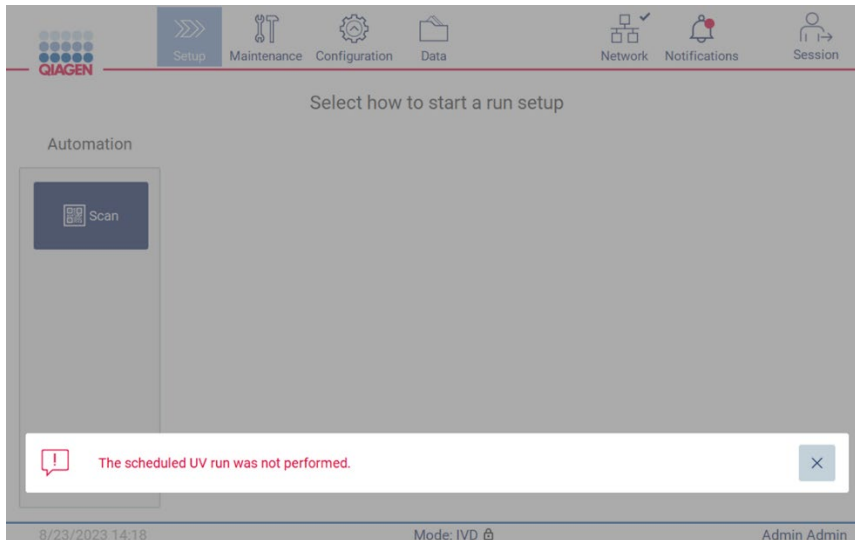 QIAGEN
Setup
Maintenance
Configuration
Data
Network
Notifications
Session
Select how to start a run setup
Automation
Scan
The scheduled UV run was not performed.
8/23/2023 14:18
Mode: IVD
Admin Admin